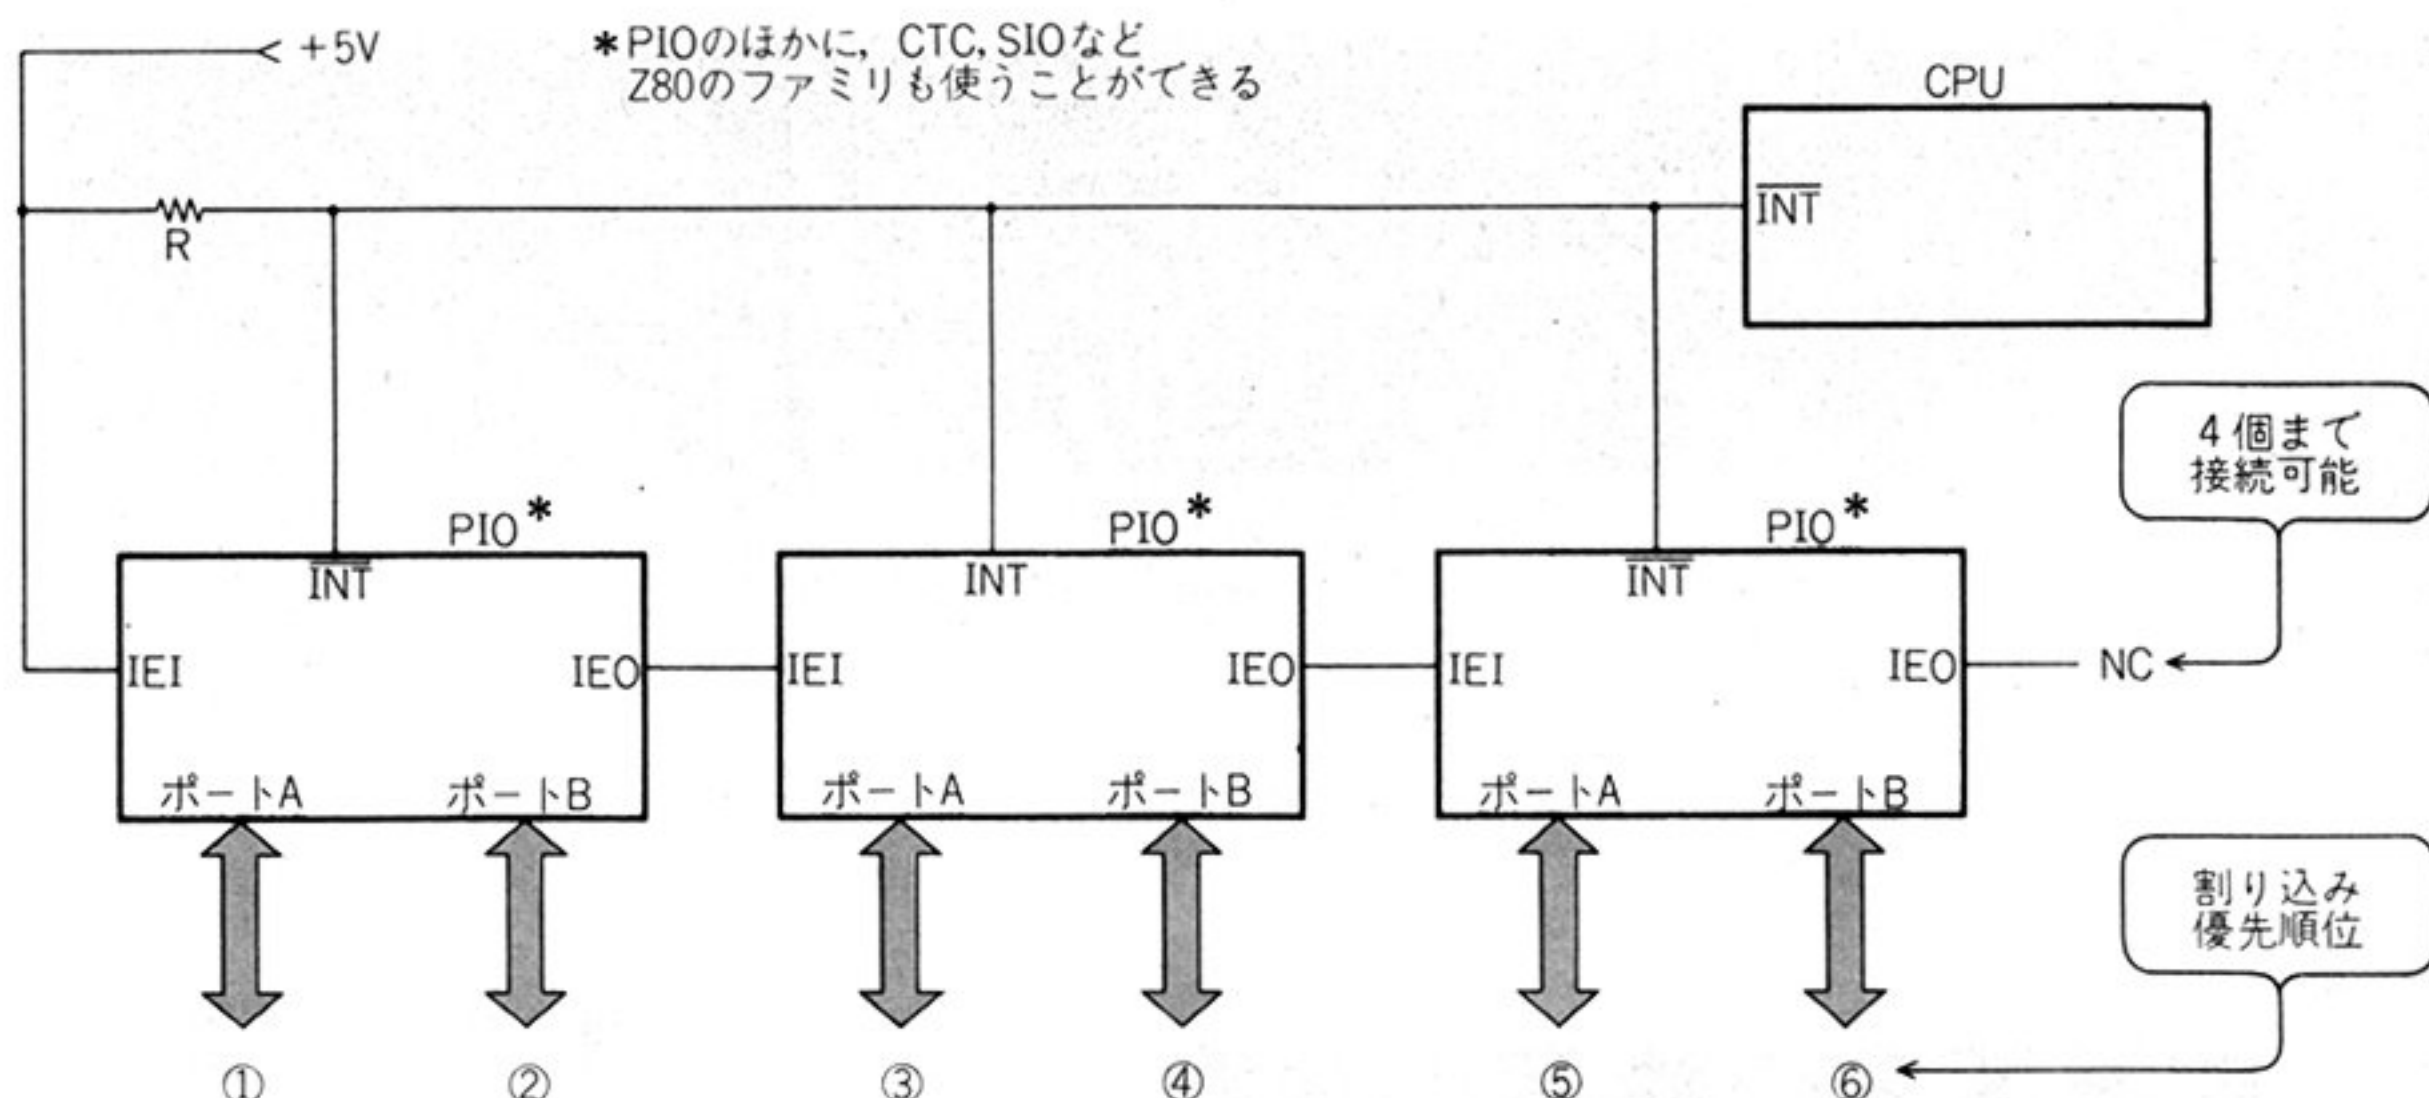 +5V
*PIOのほかに, CTC, SIOなど
Z80のファミリも使うことができる
CPU
INT
R
4個まで
接続可能
PIO*
PIO*
PIO*
INT
INT
INT
IEI
IEO
IEI
IEO
IEI
IEO
NC
ポートA
ポートB
ポートA
ポートB
ポートA
ポートB
割り込み
優先順位
①
②
③
④
⑤
⑥